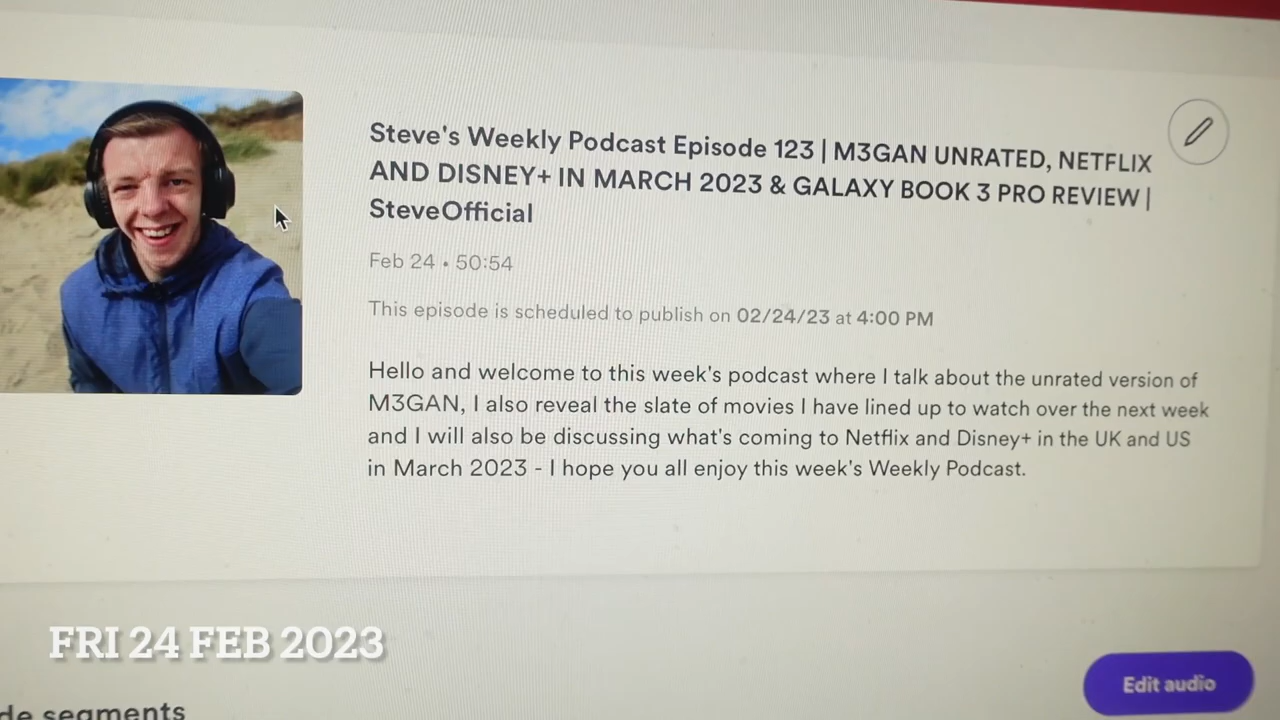 Steve's Weekly Podcast Episode 123 | M3GAN UNRATED, NETFLIX
AND DISNEY+ IN MARCH 2023 & GALAXY BOOK 3 PRO REVIEW |
SteveOfficial
Feb 24 • 50:54
This episode is scheduled to publish on 02/24/23 at 4:00 PM
Hello and welcome to this week's podcast where I talk about the unrated version of
M3GAN, I also reveal the slate of movies I have lined up to watch over the next week
and I will also be discussing what's coming to Netflix and Disney+ in the UK and US
in March 2023 - I hope you all enjoy this week's Weekly Podcast.
FRI 24 FEB 2023
Edit audio
segments